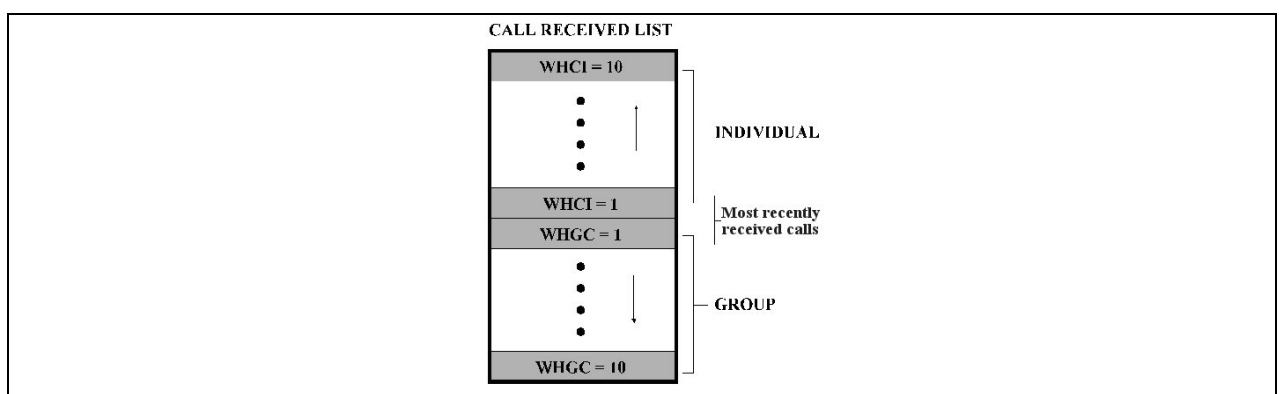 CALL RECEIVED LIST
WHCI = 10
INDIVIDUAL
WHCI = 1
Most recently
received calls
WHGC = 1
GROUP
WHGC = 10